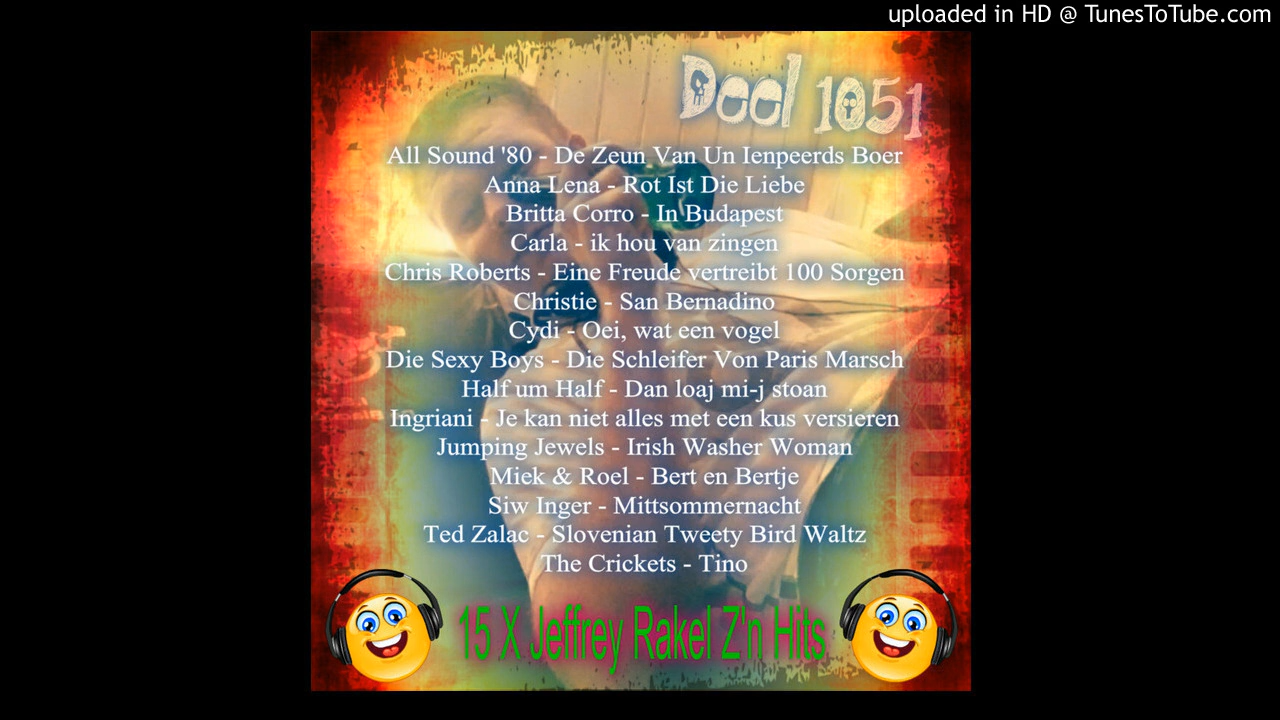 uploaded in HD @ TunesToTube.com
Deel 1051
All Sound '80 - De Zeun Van Un Ienpeerds Boer
Anna Lena - Rot Ist Die Liebe
Britta Corro - In Budapest
Carla - ik hou van zingen
Chris Roberts - Eine Freude vertreibt 100 Sorgen
Christie - San Bernadino
Cydi - Oei, wat een vogel
Die Sexy Boys - Die Schleifer Von Paris Marsch
Half um Half - Dan loaj mi-j stoan
Ingriani - Je kan niet alles met een kus versieren
Jumping Jewels - Irish Washer Woman
Miek & Roel - Bert en Bertje
Siw Inger - Mittsommernacht
Ted Zalac - Slovenian Tweety Bird Waltz
The Crickets - Tino
15 X Jeffrey Rakel Z'n Hits